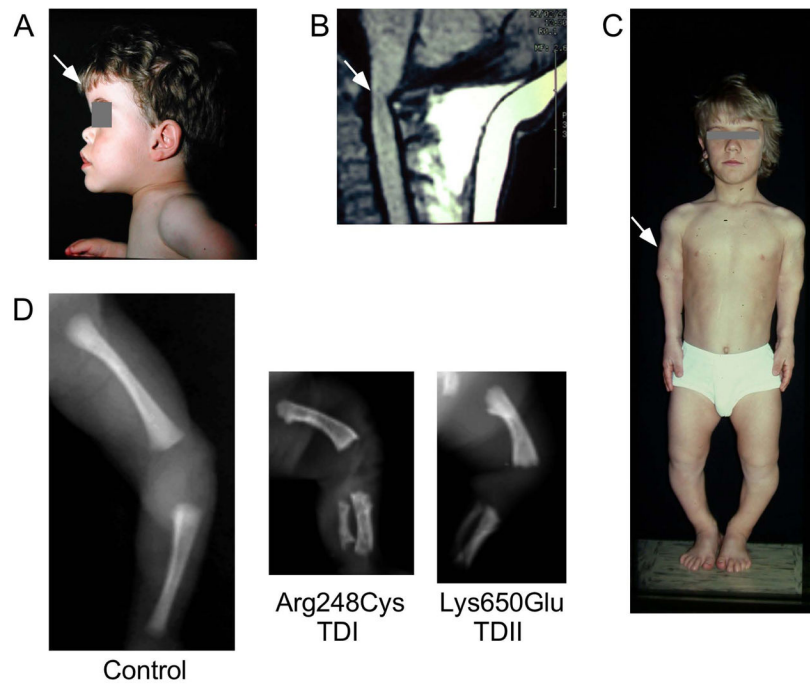 A
B
C
D
Control
Arg248Cys
TDI
Lys650Glu
TDII